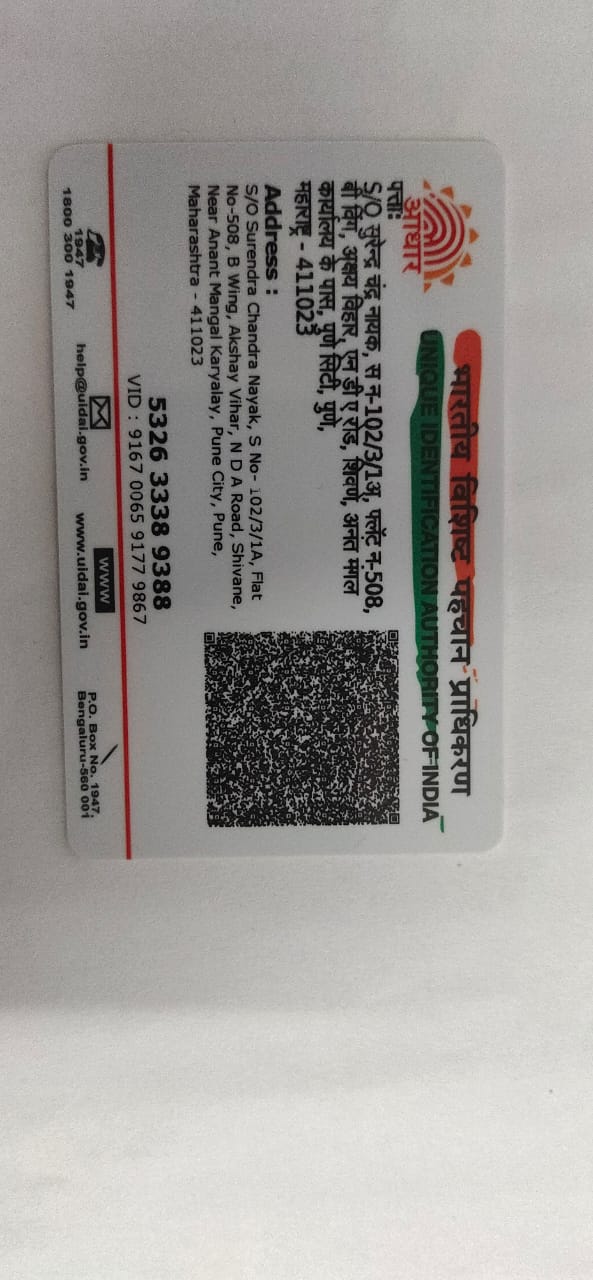 आधार
भारतीय विशिष्ट पहचान प्राधिकरण
UNIQUE IDENTIFICATION AUTHORITY OF INDIA
पत्ता:
S/O सुरेन्द्र चंद्र नायक, स न-102/3/1अ, फ्लॅट न-508,
बी विंग, अक्षय विहार, एन डी ए रोड, शिवणे, अनंत मंगल
कार्यालय के पास, पुणे सिटी, पुणे,
महाराष्ट्र - 411023
Address :
S/O Surendra Chandra Nayak, S No- 102/3/1A, Flat
No-508, B Wing, Akshay Vihar, N D A Road, Shivane,
Near Anant Mangal Karyalay, Pune City, Pune,
Maharashtra - 411023
5326 3338 9388
VID : 9167 0065 9177 9867
1947
1800 300 1947
help@uidai.gov.in
www
www.uidai.gov.in
P.O. Box No. 1947,
Bengaluru-560 001